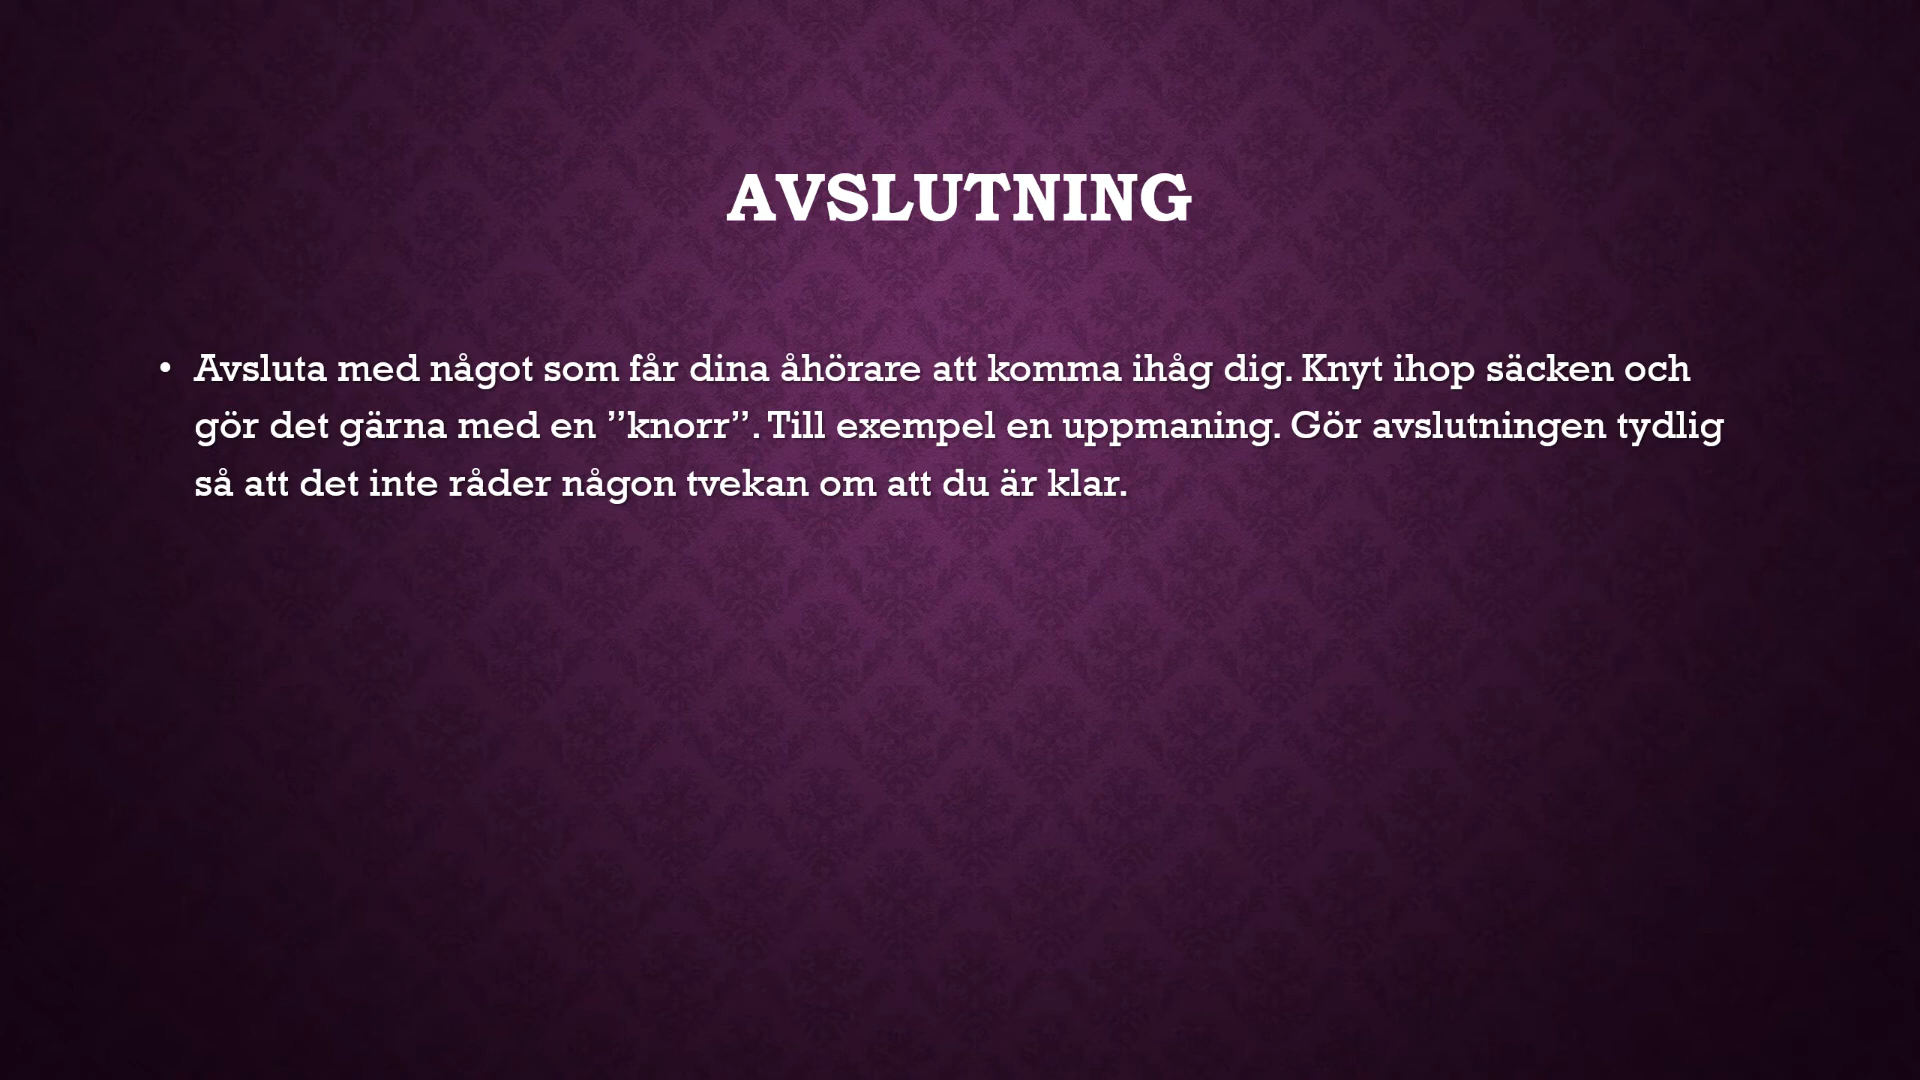 AVSLUTNING
• Avsluta med något som får dina åhörare att komma ihåg dig. Knyt ihop säcken och
gör det gärna med en ”knorr”. Till exempel en uppmaning. Gör avslutningen tydlig
så att det inte råder någon tvekan om att du är klar.